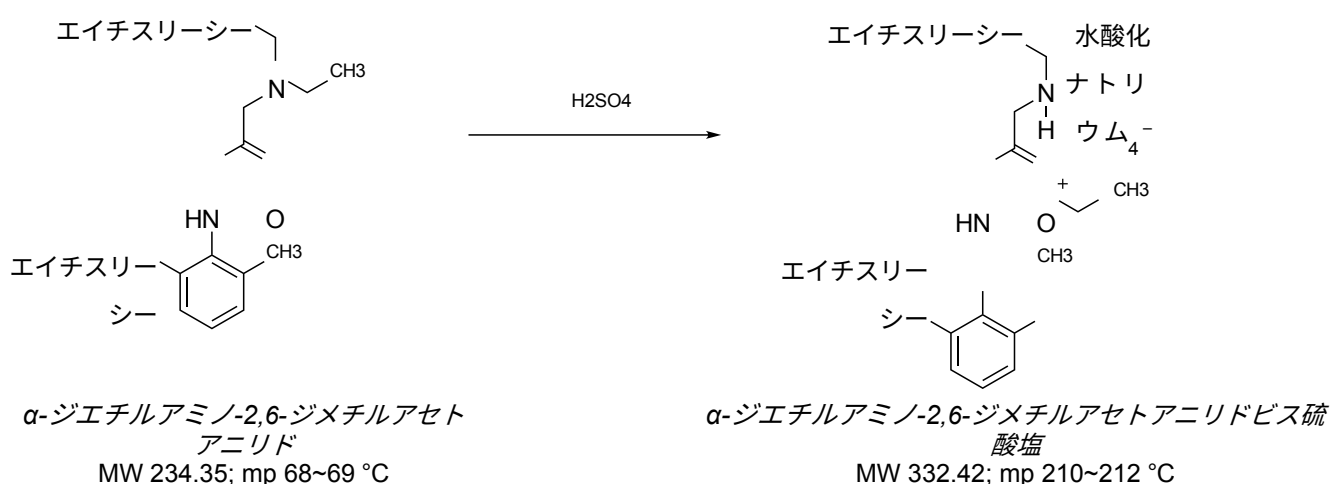 エイチスリーシー
CH3
N
HN
O
CH3
エイチスリー
シー
α-ジエチルアミノ-2,6-ジメチルアセト
アニリド
MW 234.35; mp 68~69 °C
H2SO4
エイチスリーシー
水酸化
N
ナトリ
H
ウム4−
+
CH3
HN
O
CH3
エイチスリー
シー
α-ジエチルアミノ-2,6-ジメチルアセトアニリドビス硫
酸塩
MW 332.42; mp 210~212 °C